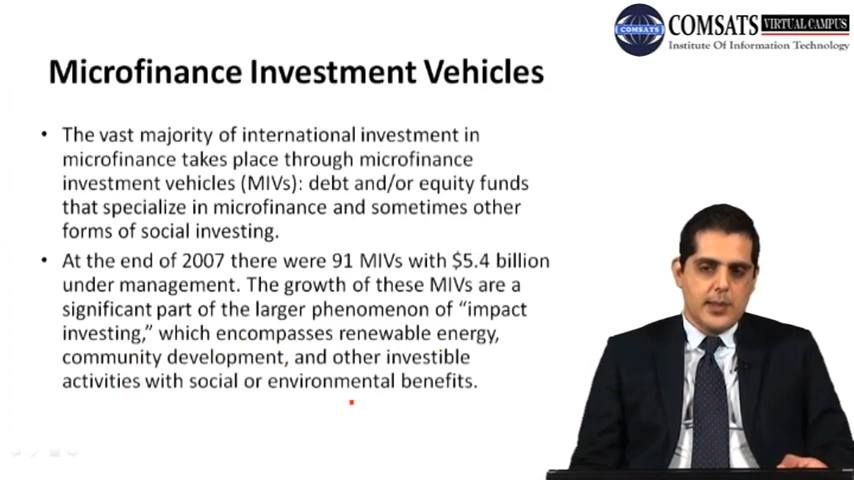 COMSATS VIRTUAL CAMPUS
COMSATS
Institute Of Information Technology
Microfinance Investment Vehicles
• The vast majority of international investment in
microfinance takes place through microfinance
investment vehicles (MIVs): debt and/or equity funds
that specialize in microfinance and sometimes other
forms of social investing.
• At the end of 2007 there were 91 MIVs with $5.4 billion
under management. The growth of these MIVs are a
significant part of the larger phenomenon of “impact
investing,” which encompasses renewable energy,
community development, and other investible
activities with social or environmental benefits.